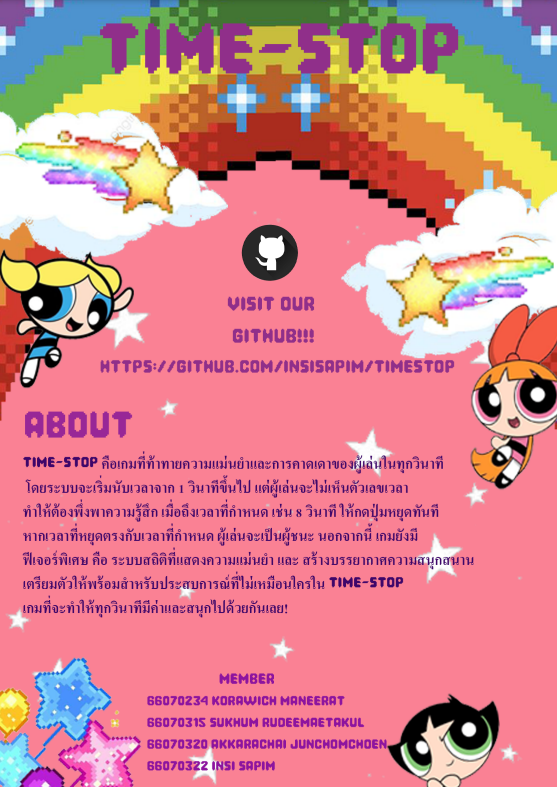 TIME-STOP
VISIT OUR
GITHUB!!!
HTTPS://GITHUB.COM/INSISAPIM/TIMESTOP
ABOUT
TIME-STOP คือเกมที่ท้าทายความแม่นยำและการคาดเดาของผู้เล่นในทุกวินาที
โดยระบบจะเริ่มนับเวลาจาก 1 วินาทีขึ้นไป แต่ผู้เล่นจะไม่เห็นตัวเลขเวลา
ทำให้ต้องพึ่งพาความรู้สึก เมื่อถึงเวลาที่กำหนด เช่น 8 วินาที ให้กดปุ่มหยุดทันที
หากเวลาที่หยุดตรงกับเวลาที่กำหนด ผู้เล่นจะเป็นผู้ชนะ นอกจากนี้ เกมยังมี
ฟีเจอร์พิเศษ คือ ระบบสถิติที่แสดงความแม่นยำ และ สร้างบรรยากาศความสนุกสนาน
เตรียมตัวให้พร้อมสำหรับประสบการณ์ที่ไม่เหมือนใครใน TIME-STOP
เกมที่จะทำให้ทุกวินาทีมีค่าและสนุกไปด้วยกันเลย!
MEMBER
66070234 KORAWICH MANEERAT
66070315 SUKHUM RUDEEMAETAKUL
66070320 AKKARACHAI JUNCHOMCHOEN
66070322 INSI SAPIM